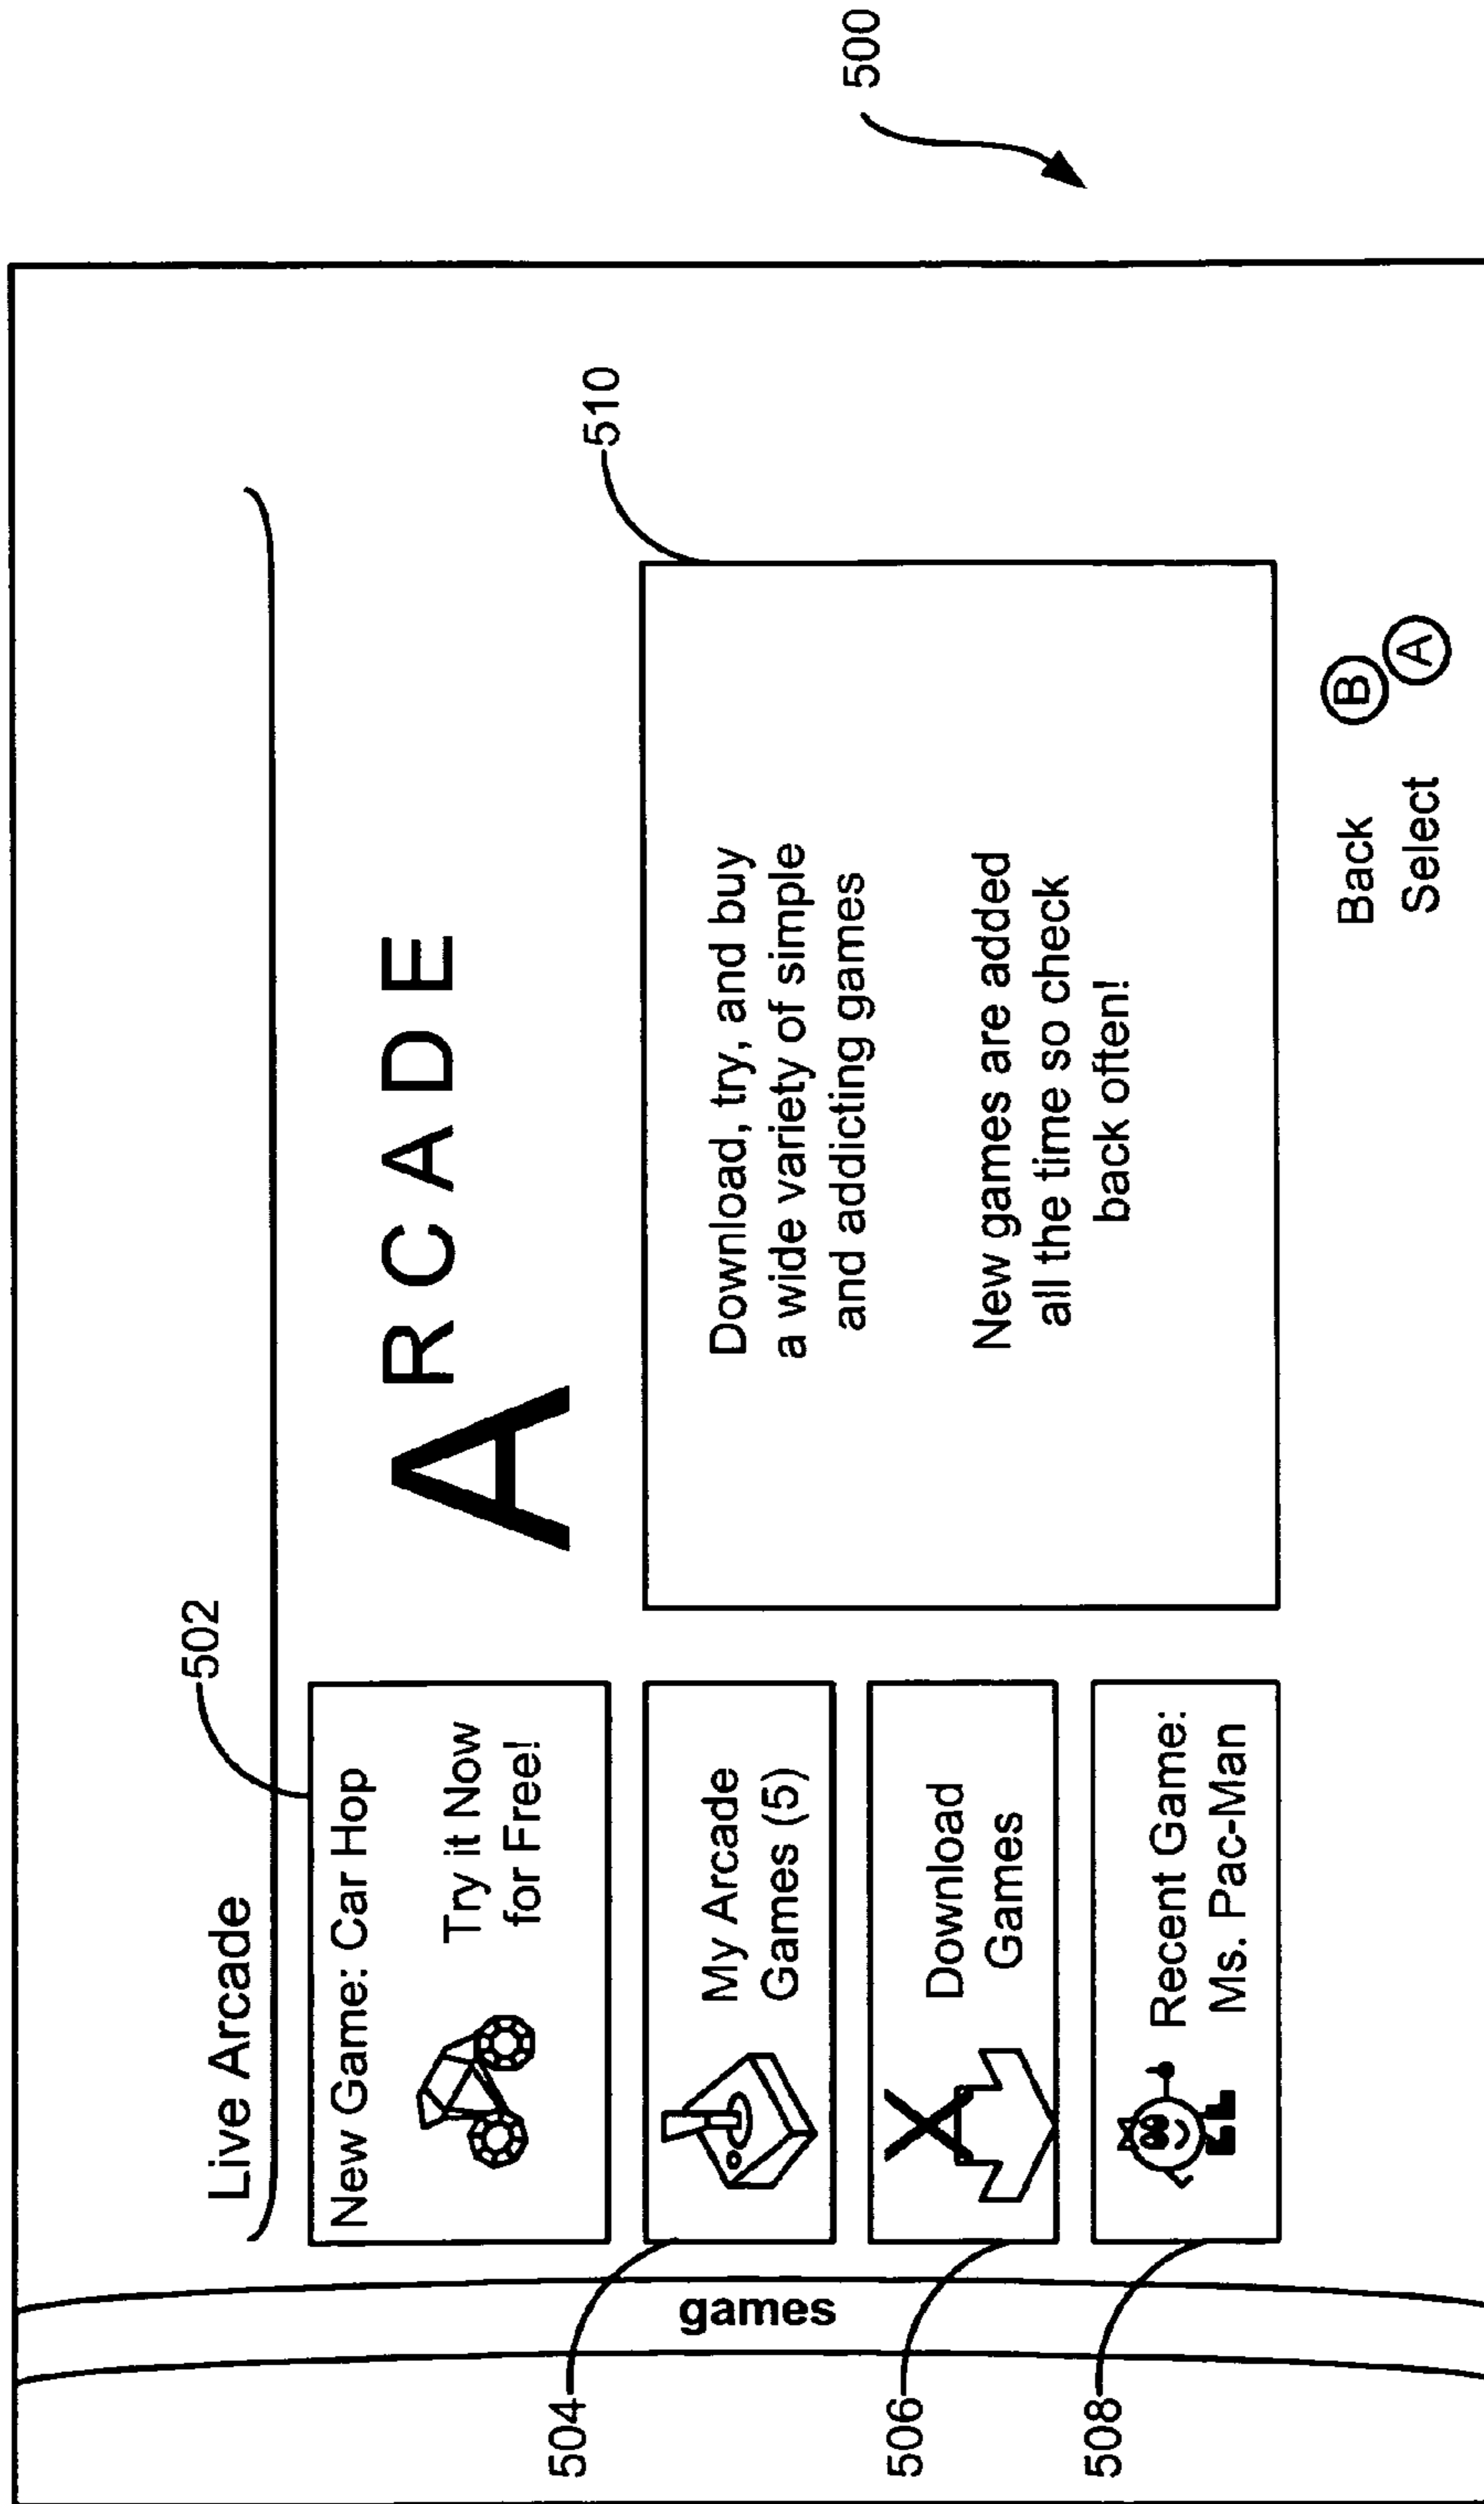 Live Arcade
502
New Game: Car Hop
Try it Now
for Free!
504
My Arcade
Games (5)
506
Download
Games
508
Recent Game:
Ms. Pac-Man
games
ARCADE
510
Download, try, and buy
a wide variety of simple
and addicting games
New games are added
all the time so check
back often!
Back B
Select A
500